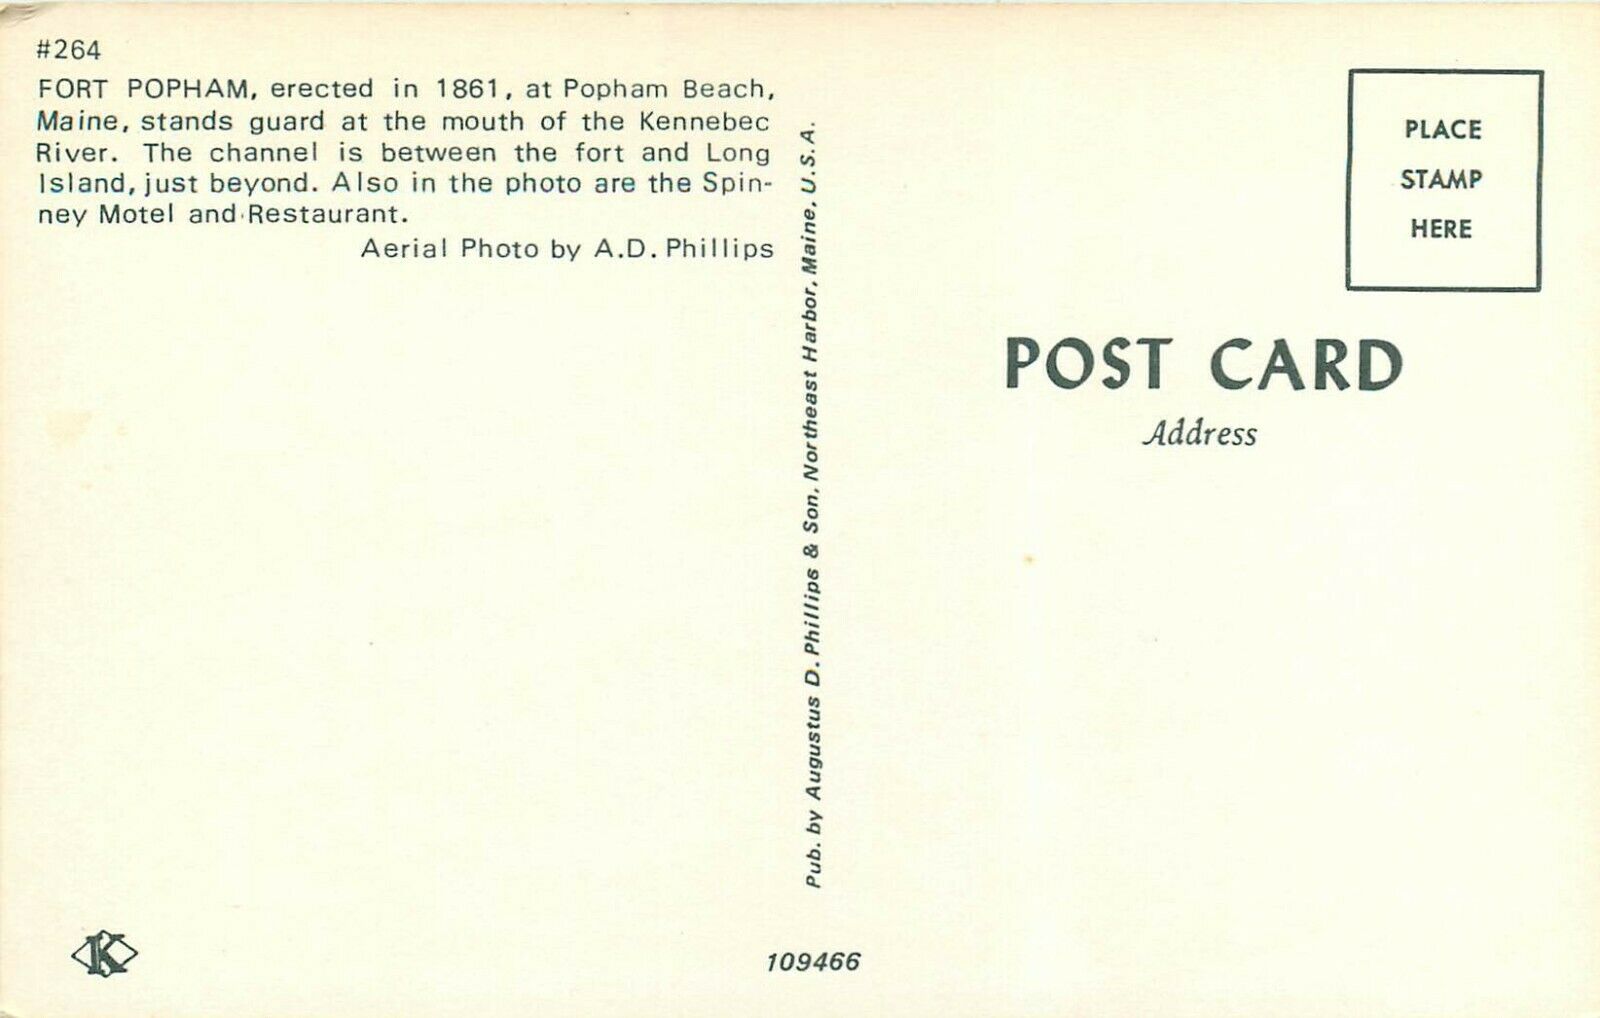 #264
FORT POPHAM, erected in 1861, at Popham Beach,
Maine, stands guard at the mouth of the Kennebec
River. The channel is between the fort and Long
Island, just beyond. Also in the photo are the Spin-
ney Motel and Restaurant.
Aerial Photo by A.D. Phillips
Pub. by Augustus D. Phillips & Son, Northeast Harbor, Maine, U.S.A.
PLACE
STAMP
HERE
POST CARD
Address
K
109466